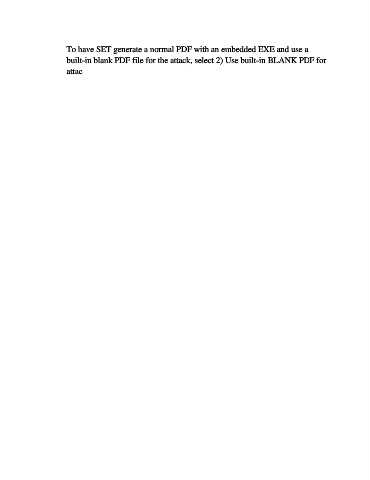 To have SET generate a normal PDF with an embedded EXE and use a
built-in blank PDF file for the attack, select 2) Use built-in BLANK PDF for
attac